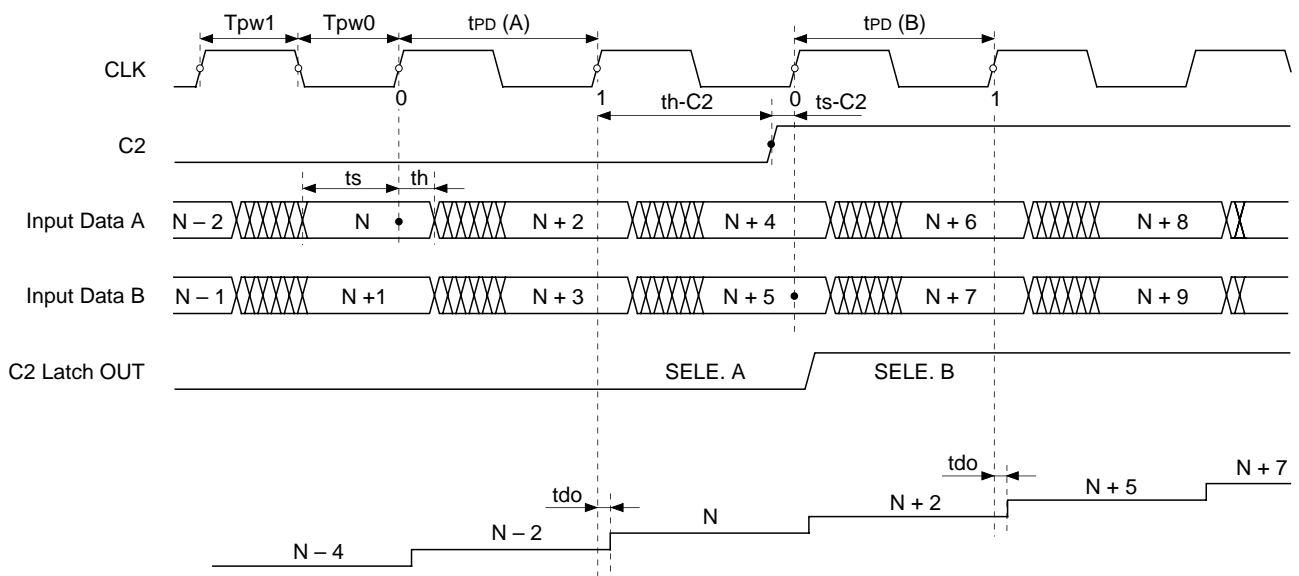 Tpw1 Tpw0 tPD (A) tPD (B)
CLK
0 1 0 1
th-C2 ts-C2
C2
ts th
Input Data A N – 2 N N + 2 N + 4 N + 6 N + 8
Input Data B N – 1 N +1 N + 3 N + 5 N + 7 N + 9
C2 Latch OUT SELE. A SELE. B
tdo tdo
N – 4 N – 2 N N + 2 N + 5 N + 7